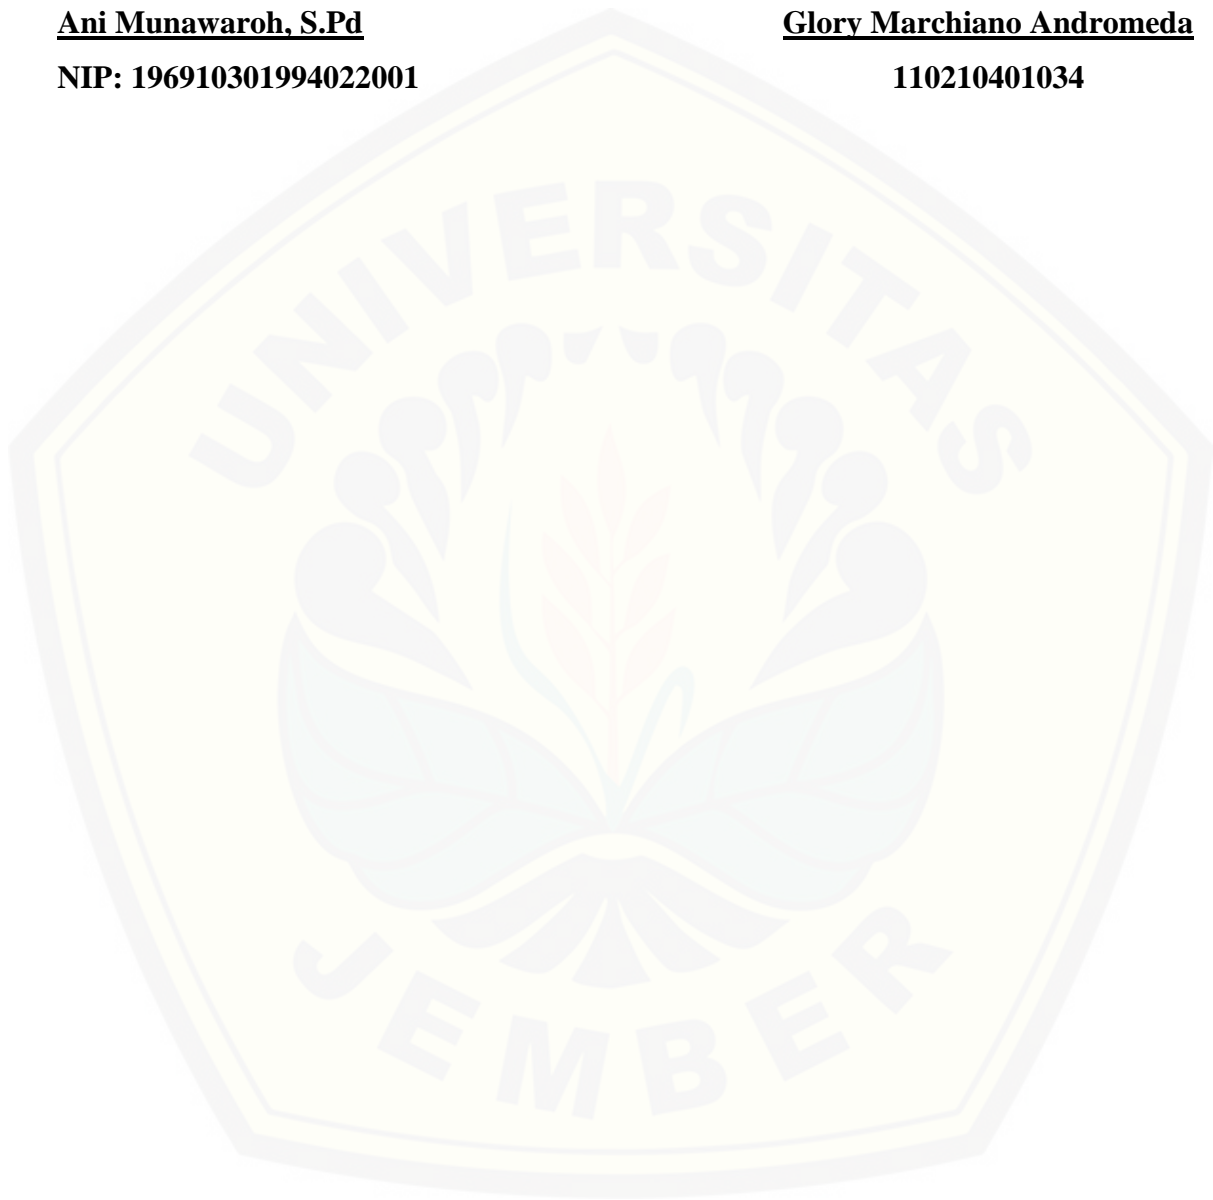 Ani Munawaroh, S.Pd Glory Marchiano Andromeda
NIP: 196910301994022001 110210401034
UNIVERSITAS
JEMBER